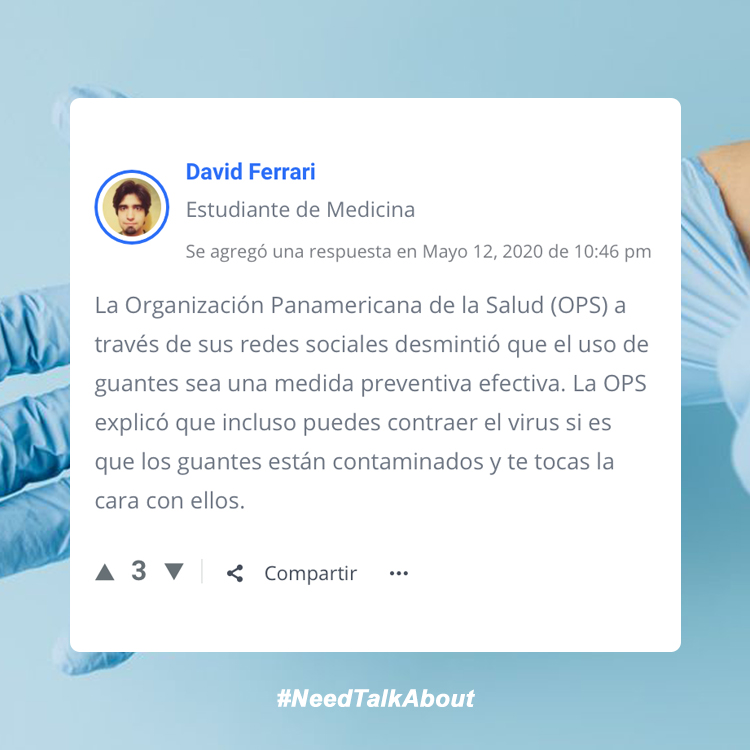 David Ferrari
Estudiante de Medicina
Se agregó una respuesta en Mayo 12, 2020 de 10:46 pm
La Organización Panamericana de la Salud (OPS) a
través de sus redes sociales desmintió que el uso de
guantes sea una medida preventiva efectiva. La OPS
explicó que incluso puedes contraer el virus si es
que los guantes están contaminados y te tocas la
cara con ellos.
3 Compartir
#NeedTalkAbout